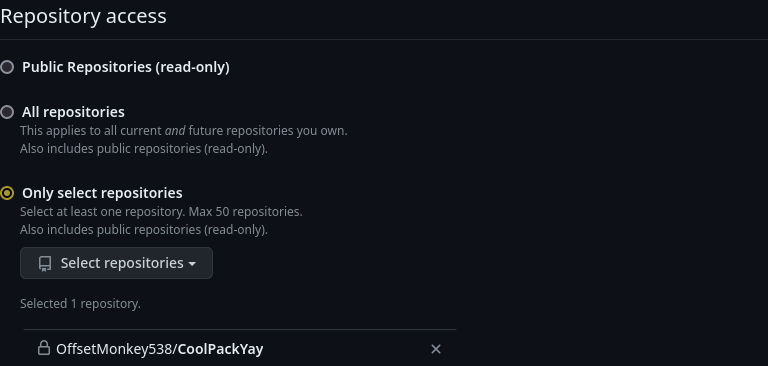 Repository access
Public Repositories (read-only)
All repositories
This applies to all current and future repositories you own.
Also includes public repositories (read-only).
Only select repositories
Select at least one repository. Max 50 repositories.
Also includes public repositories (read-only).
Select repositories
Selected 1 repository.
OffsetMonkey538/CoolPackYay